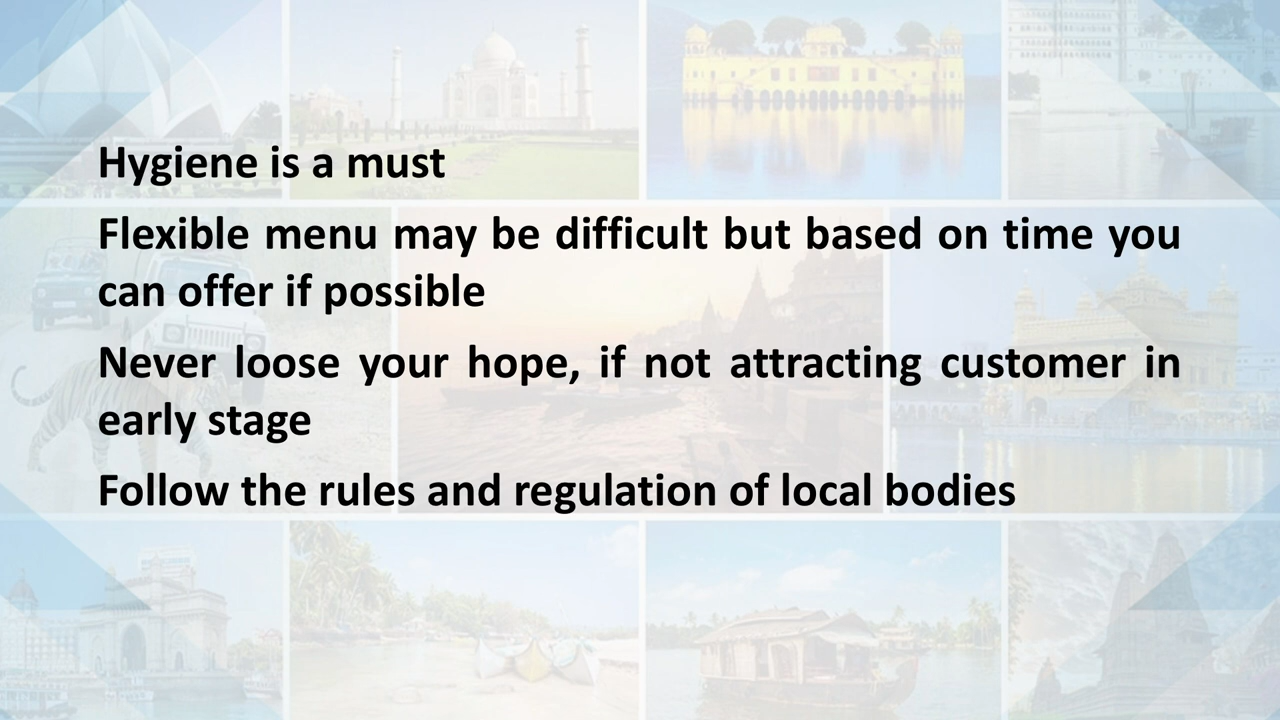 Hygiene is a must
Flexible menu may be difficult but based on time you
can offer if possible
Never loose your hope, if not attracting customer in
early stage
Follow the rules and regulation of local bodies